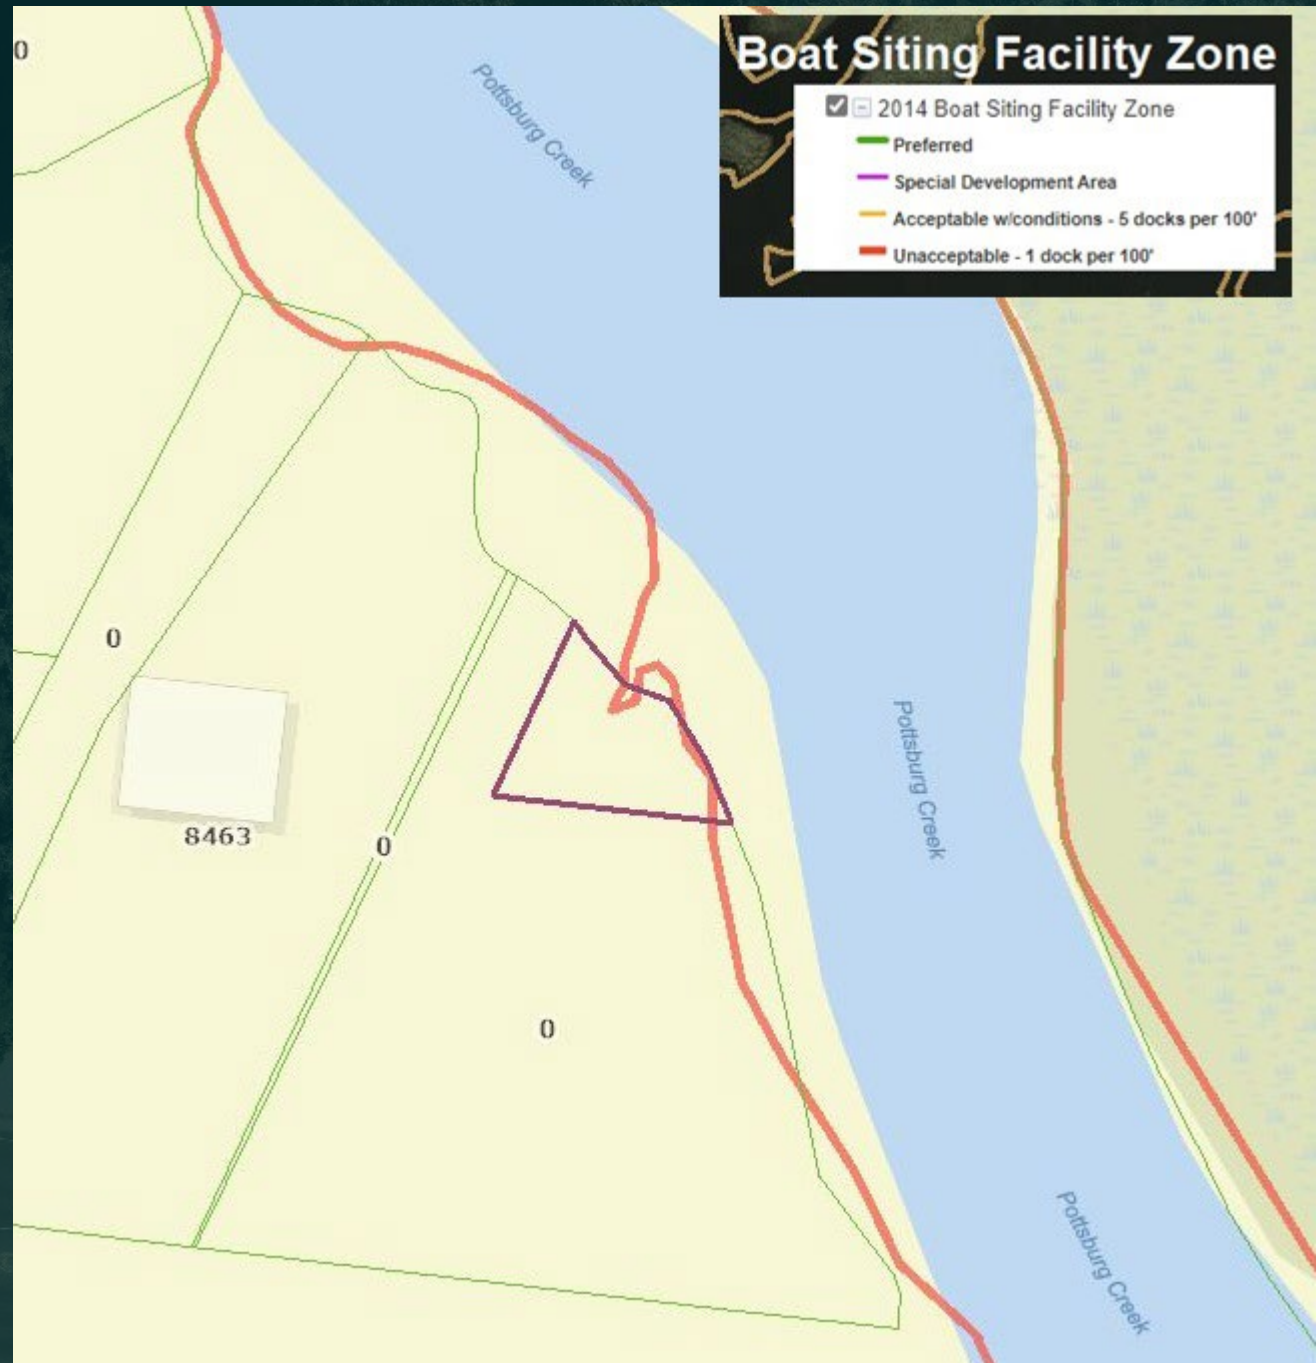 Boat Siting Facility Zone
2014 Boat Siting Facility Zone
Preferred
Special Development Area
Acceptable w/conditions - 5 docks per 100'
Unacceptable - 1 dock per 100'
0
Pottsburg Creek
0
8463
0
Pottsburg Creek
0
Pottsburg Creek